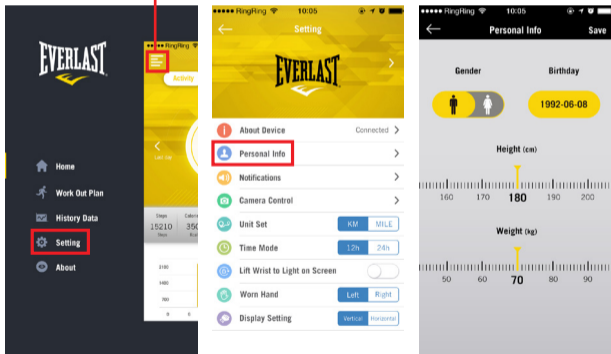 EVERLAST
Home
Work Out Plan
History Data
Setting
About
RingRing
Activity
Steps
15210
Steps
350
2100
1400
700
0
0
RingRing 10:05
Setting
EVERLAST
About Device Connected
Personal Info
Notifications
Camera Control
Unit Set KM MILE
Time Mode 12h 24h
Lift Wrist to Light on Screen
Worn Hand Left Right
Display Setting Vertical Horizontal
RingRing 10:05
Personal Info Save
Gender Birthday
1992-06-08
Height (cm)
160 170 180 190 200
Weight (kg)
50 60 70 80 90